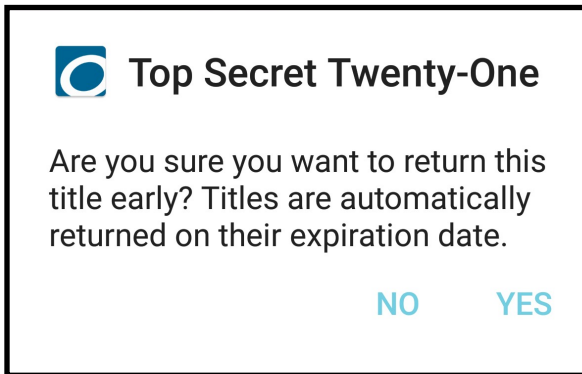 Top Secret Twenty-One
Are you sure you want to return this
title early? Titles are automatically
returned on their expiration date.
NO YES